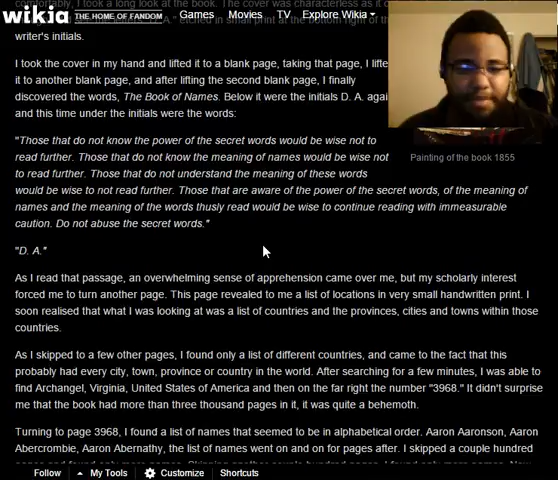 comfortably, I took a long look at the book. The cover was characterless as it
wikia THE HOME OF FANDOM Games Movies TV Explore Wikia
etched in small print at the bottom right of
writer's initials.
I took the cover in my hand and lifted it to a blank page, taking that page, I lifte
it to another blank page, and after lifting the second blank page, I finally
discovered the words, The Book of Names. Below it were the initials D. A. agai
and this time under the initials were the words:
"Those that do not know the power of the secret words would be wise not to
read further. Those that do not know the meaning of names would be wise not
to read further. Those that do not understand the meaning of these words
would be wise to not read further. Those that are aware of the power of the secret words, of the meaning of
names and the meaning of the words thusly read would be wise to continue reading with immeasurable
caution. Do not abuse the secret words."
Painting of the book 1855
"D. A."
As I read that passage, an overwhelming sense of apprehension came over me, but my scholarly interest
forced me to turn another page. This page revealed to me a list of locations in very small handwritten print. I
soon realised that what I was looking at was a list of countries and the provinces, cities and towns within those
countries.
As I skipped to a few other pages, I found only a list of different countries, and came to the fact that this
probably had every city, town, province or country in the world. After searching for a few minutes, I was able to
find Archangel, Virginia, United States of America and then on the far right the number "3968." It didn't surprise
me that the book had more than three thousand pages in it, it was quite a behemoth.
Turning to page 3968, I found a list of names that seemed to be in alphabetical order. Aaron Aaronson, Aaron
Abercrombie, Aaron Abernathy, the list of names went on and on for pages after. I skipped a couple hundred
Follow My Tools Customize Shortcuts